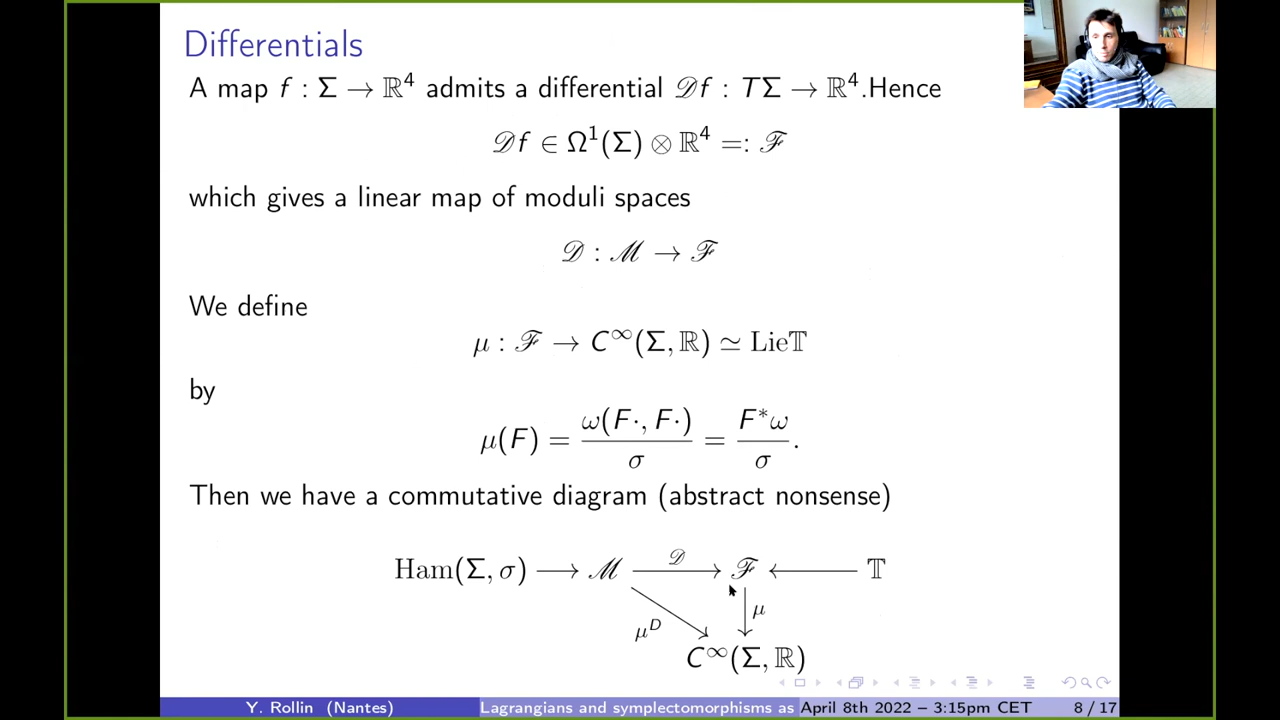 Differentials
A map f : Σ → ℝ⁴ admits a differential 𝒟f : TΣ → ℝ⁴.Hence
𝒟f ∈ Ω¹(Σ) ⊗ ℝ⁴ =: ℱ
which gives a linear map of moduli spaces
𝒟 : ℳ → ℱ
We define
μ : ℱ → C^∞(Σ, ℝ) ≃ Lie𝕋
by
μ(F) = ω(F·, F·)/σ = F*ω/σ.
Then we have a commutative diagram (abstract nonsense)
Ham(Σ, σ) → ℳ →^𝒟 ℱ ← 𝕋
μ^D μ
C^∞(Σ, ℝ)
Y. Rollin (Nantes) Lagrangians and symplectomorphisms as April 8th 2022 – 3:15pm CET 8 / 17